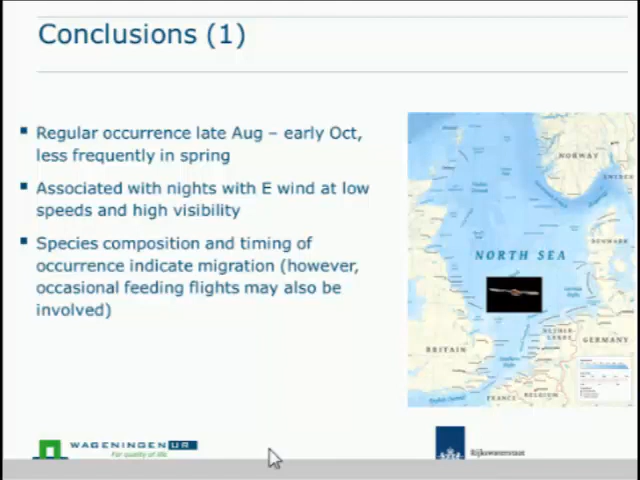 Conclusions (1)
Regular occurrence late Aug – early Oct,
less frequently in spring
Associated with nights with E wind at low
speeds and high visibility
Species composition and timing of
occurrence indicate migration (however,
occasional feeding flights may also be
involved)
NORWAY
SWEDEN
DENMARK
NORTH SEA
NETHER-
LANDS
GERMANY
BRITAIN
BELGIUM
FRANCE
WAGENINGEN UR
For quality of life
Rijkswaterstaat